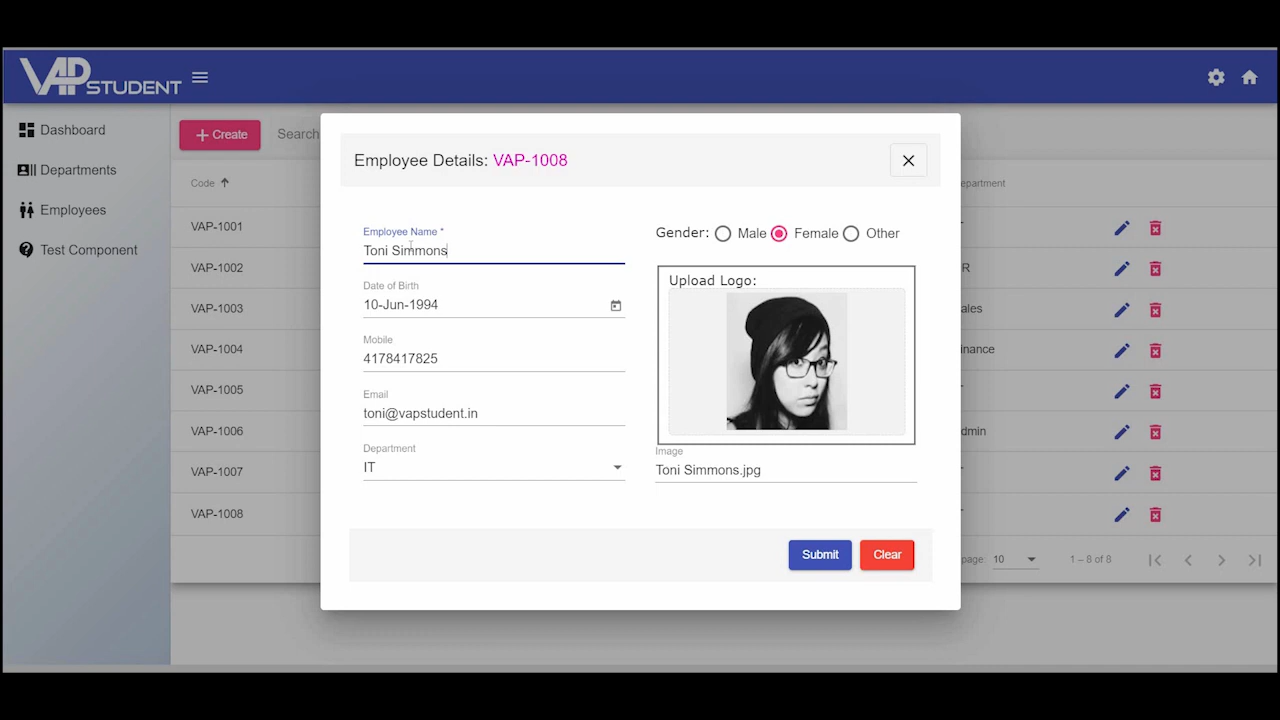 VAP STUDENT
Dashboard
Departments
Employees
Test Component
+ Create
Search
Code
VAP-1001
VAP-1002
VAP-1003
VAP-1004
VAP-1005
VAP-1006
VAP-1007
VAP-1008
Employee Details: VAP-1008
Employee Name *
Toni Simmons
Date of Birth
10-Jun-1994
Mobile
4178417825
Email
toni@vapstudent.in
Department
IT
Gender: Male Female Other
Upload Logo:
Image
Toni Simmons.jpg
Submit Clear
epartment
R
ales
inance
dmin
page: 10 1 – 8 of 8